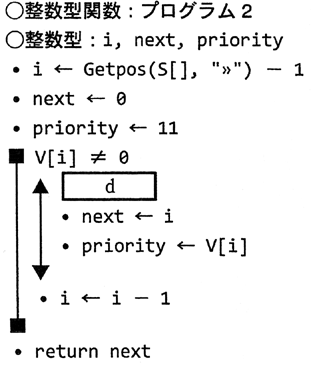 ○整数型関数：プログラム２
○整数型：i, next, priority
・i ← Getpos(S[], "»") － 1
・next ← 0
・priority ← 11
■ V[i] ≠ 0
d
・next ← i
・priority ← V[i]
・i ← i － 1
■
・return next